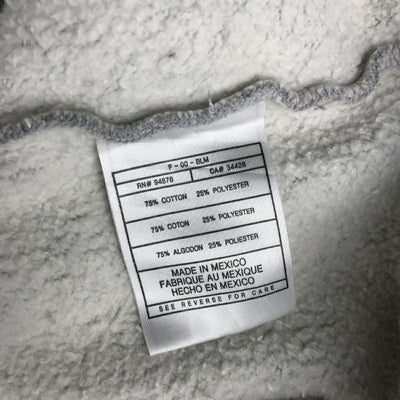 F - 00 - BLM
RN# 94878 CA# 34428
75% COTTON 25% POLYESTER
75% COTON 25% POLYESTER
75% ALGODON 25% POLIESTER
MADE IN MEXICO
FABRIQUE AU MEXIQUE
HECHO EN MEXICO
SEE REVERSE FOR CARE